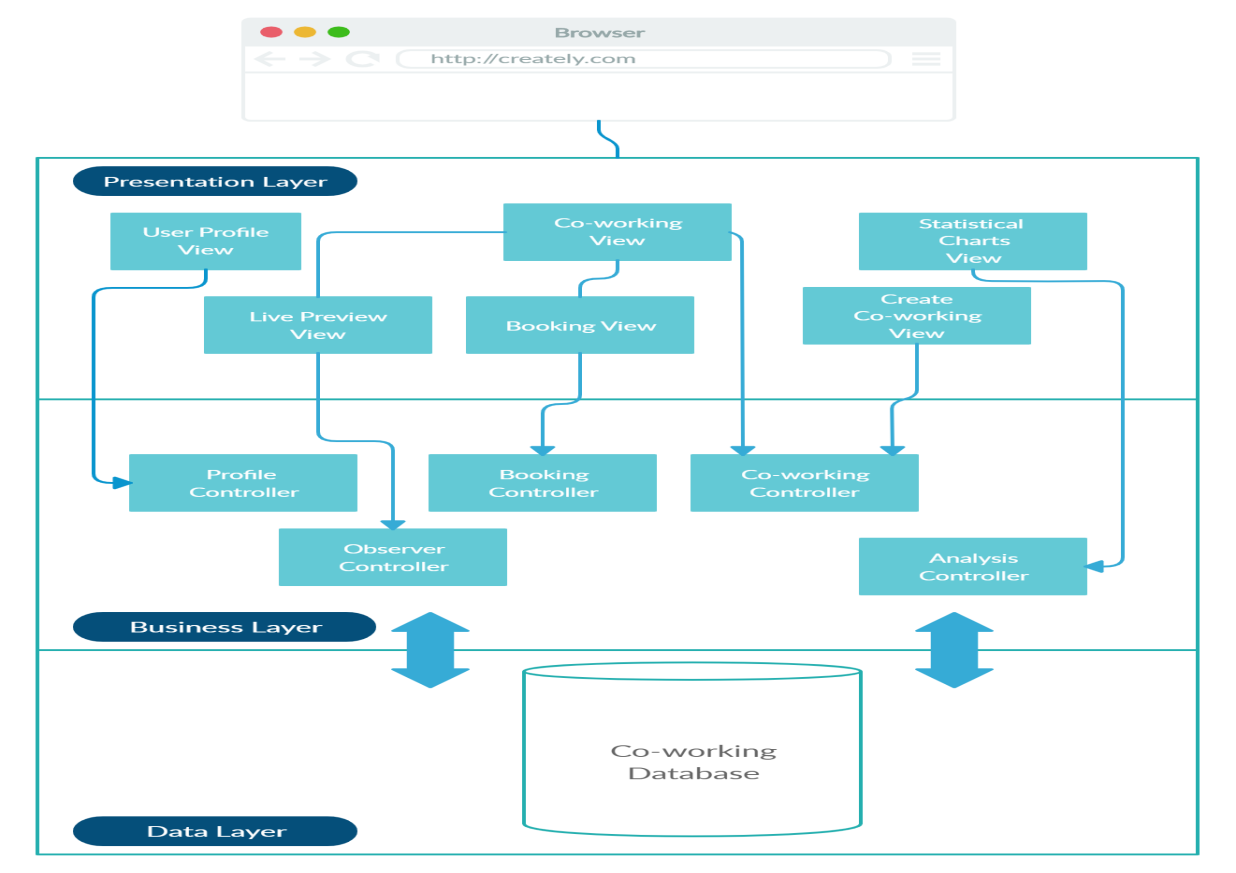 Browser
http://creately.com
Presentation Layer
User Profile
View
Co-working
View
Statistical
Charts
View
Live Preview
View
Booking View
Create
Co-working
View
Profile
Controller
Booking
Controller
Co-working
Controller
Observer
Controller
Analysis
Controller
Business Layer
Co-working
Database
Data Layer